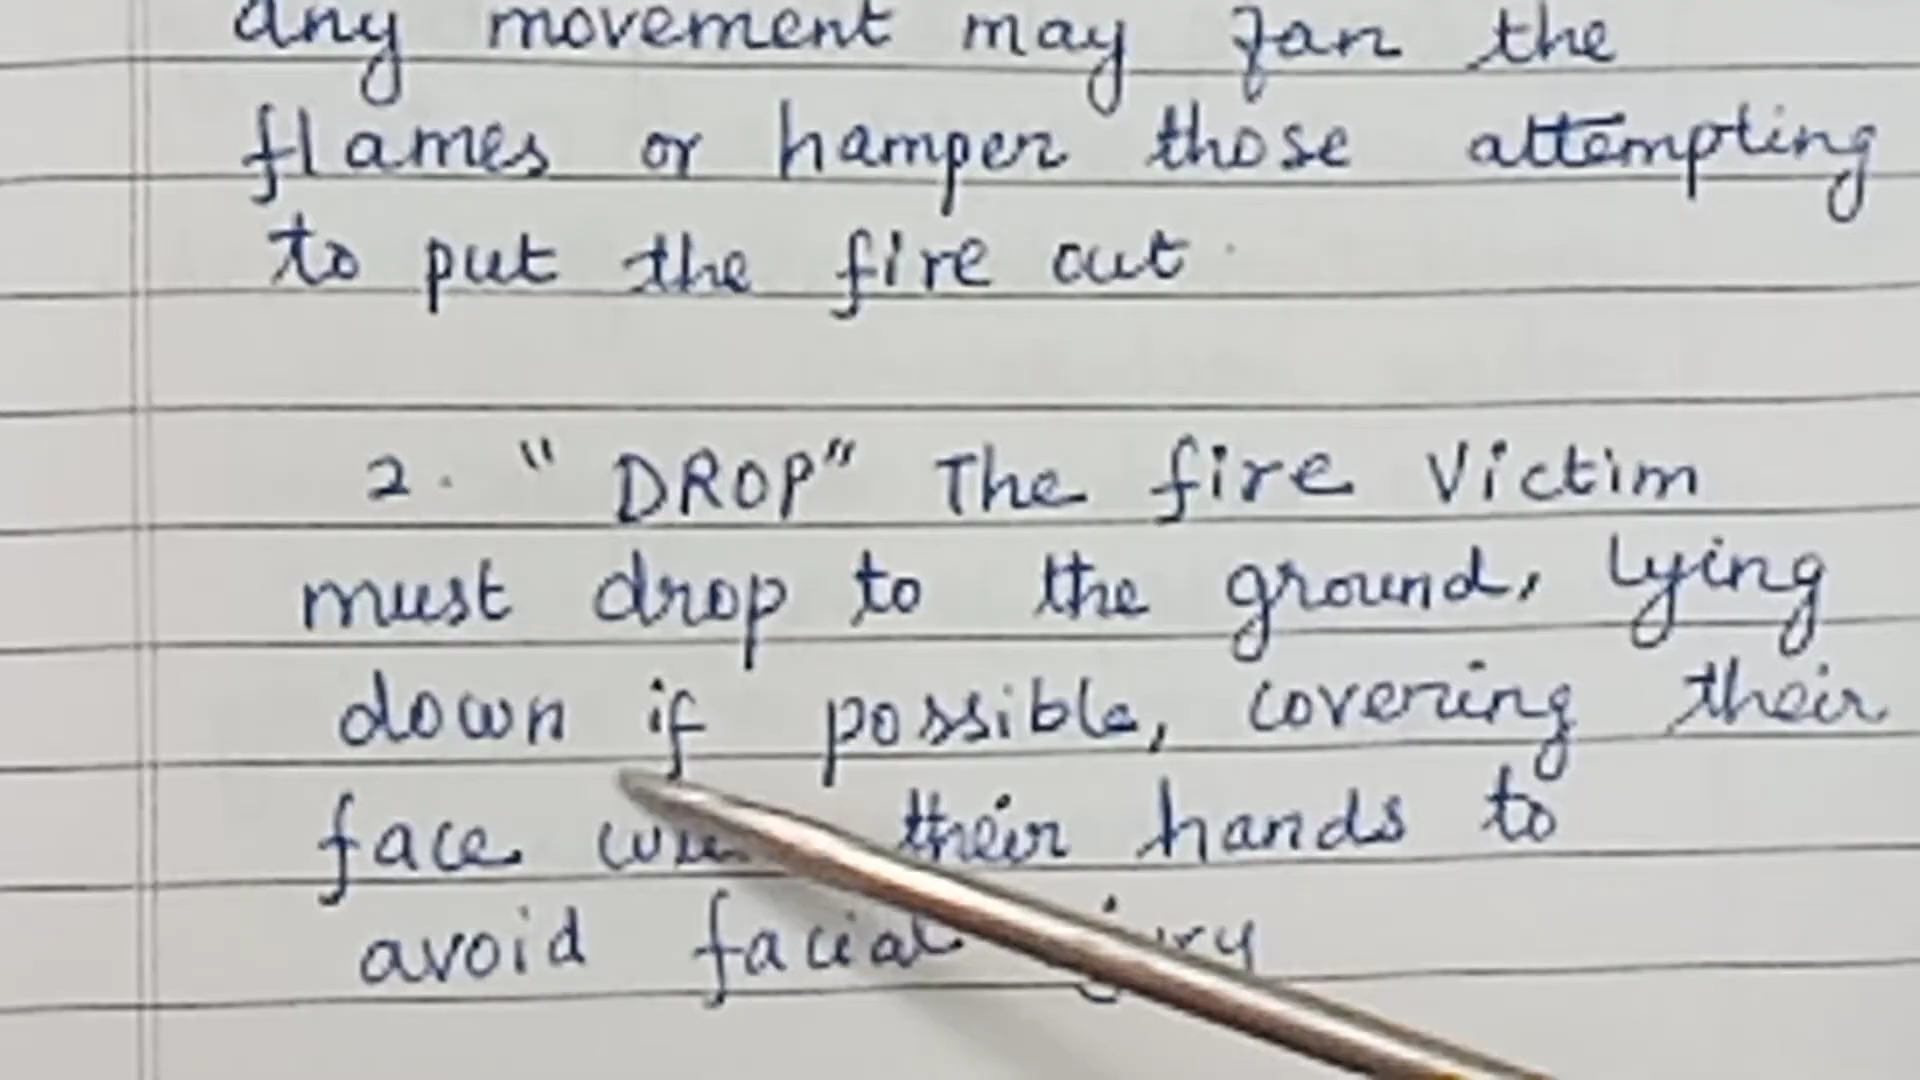 any movement may fan the
flames or hamper those attempting
to put the fire out.
2. "DROP" The fire Victim
must drop to the ground, lying
down if possible, covering their
face their hands to
avoid facial